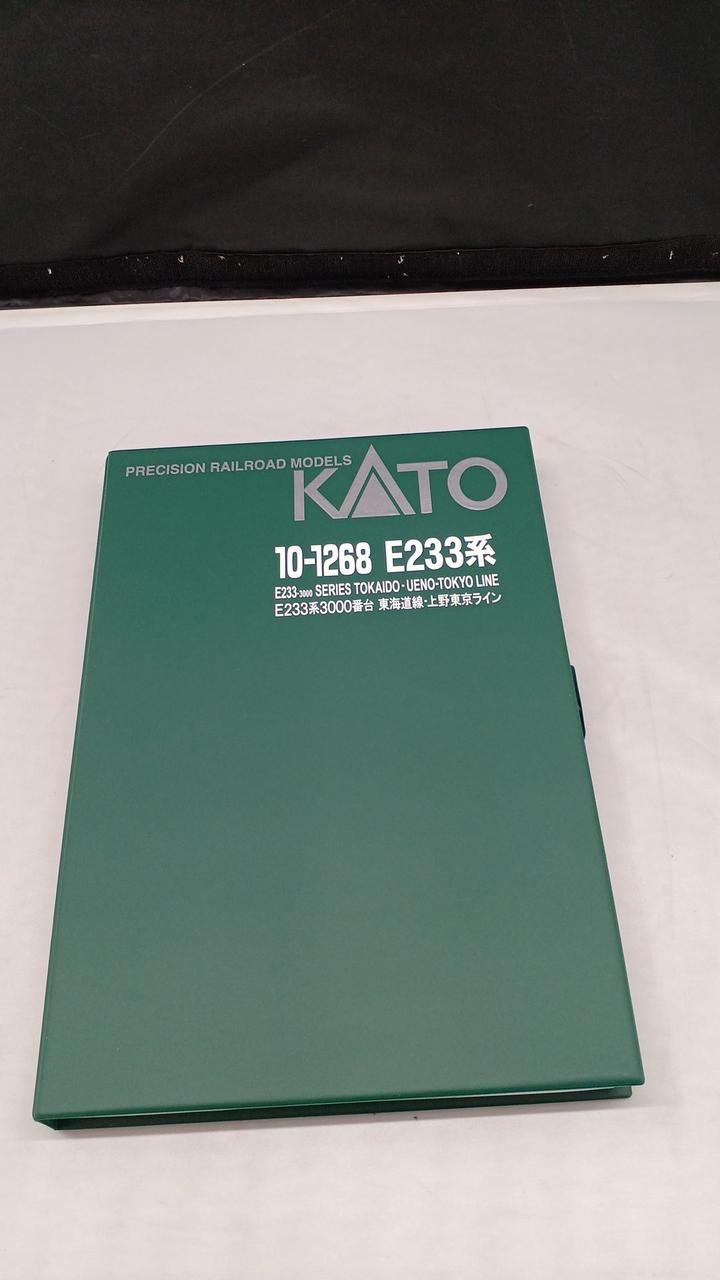 PRECISION RAILROAD MODELS
KATO
10-1268 E233系
E233-3000 SERIES TOKAIDO-UENO-TOKYO LINE
E233系3000番台 東海道線・上野東京ライン